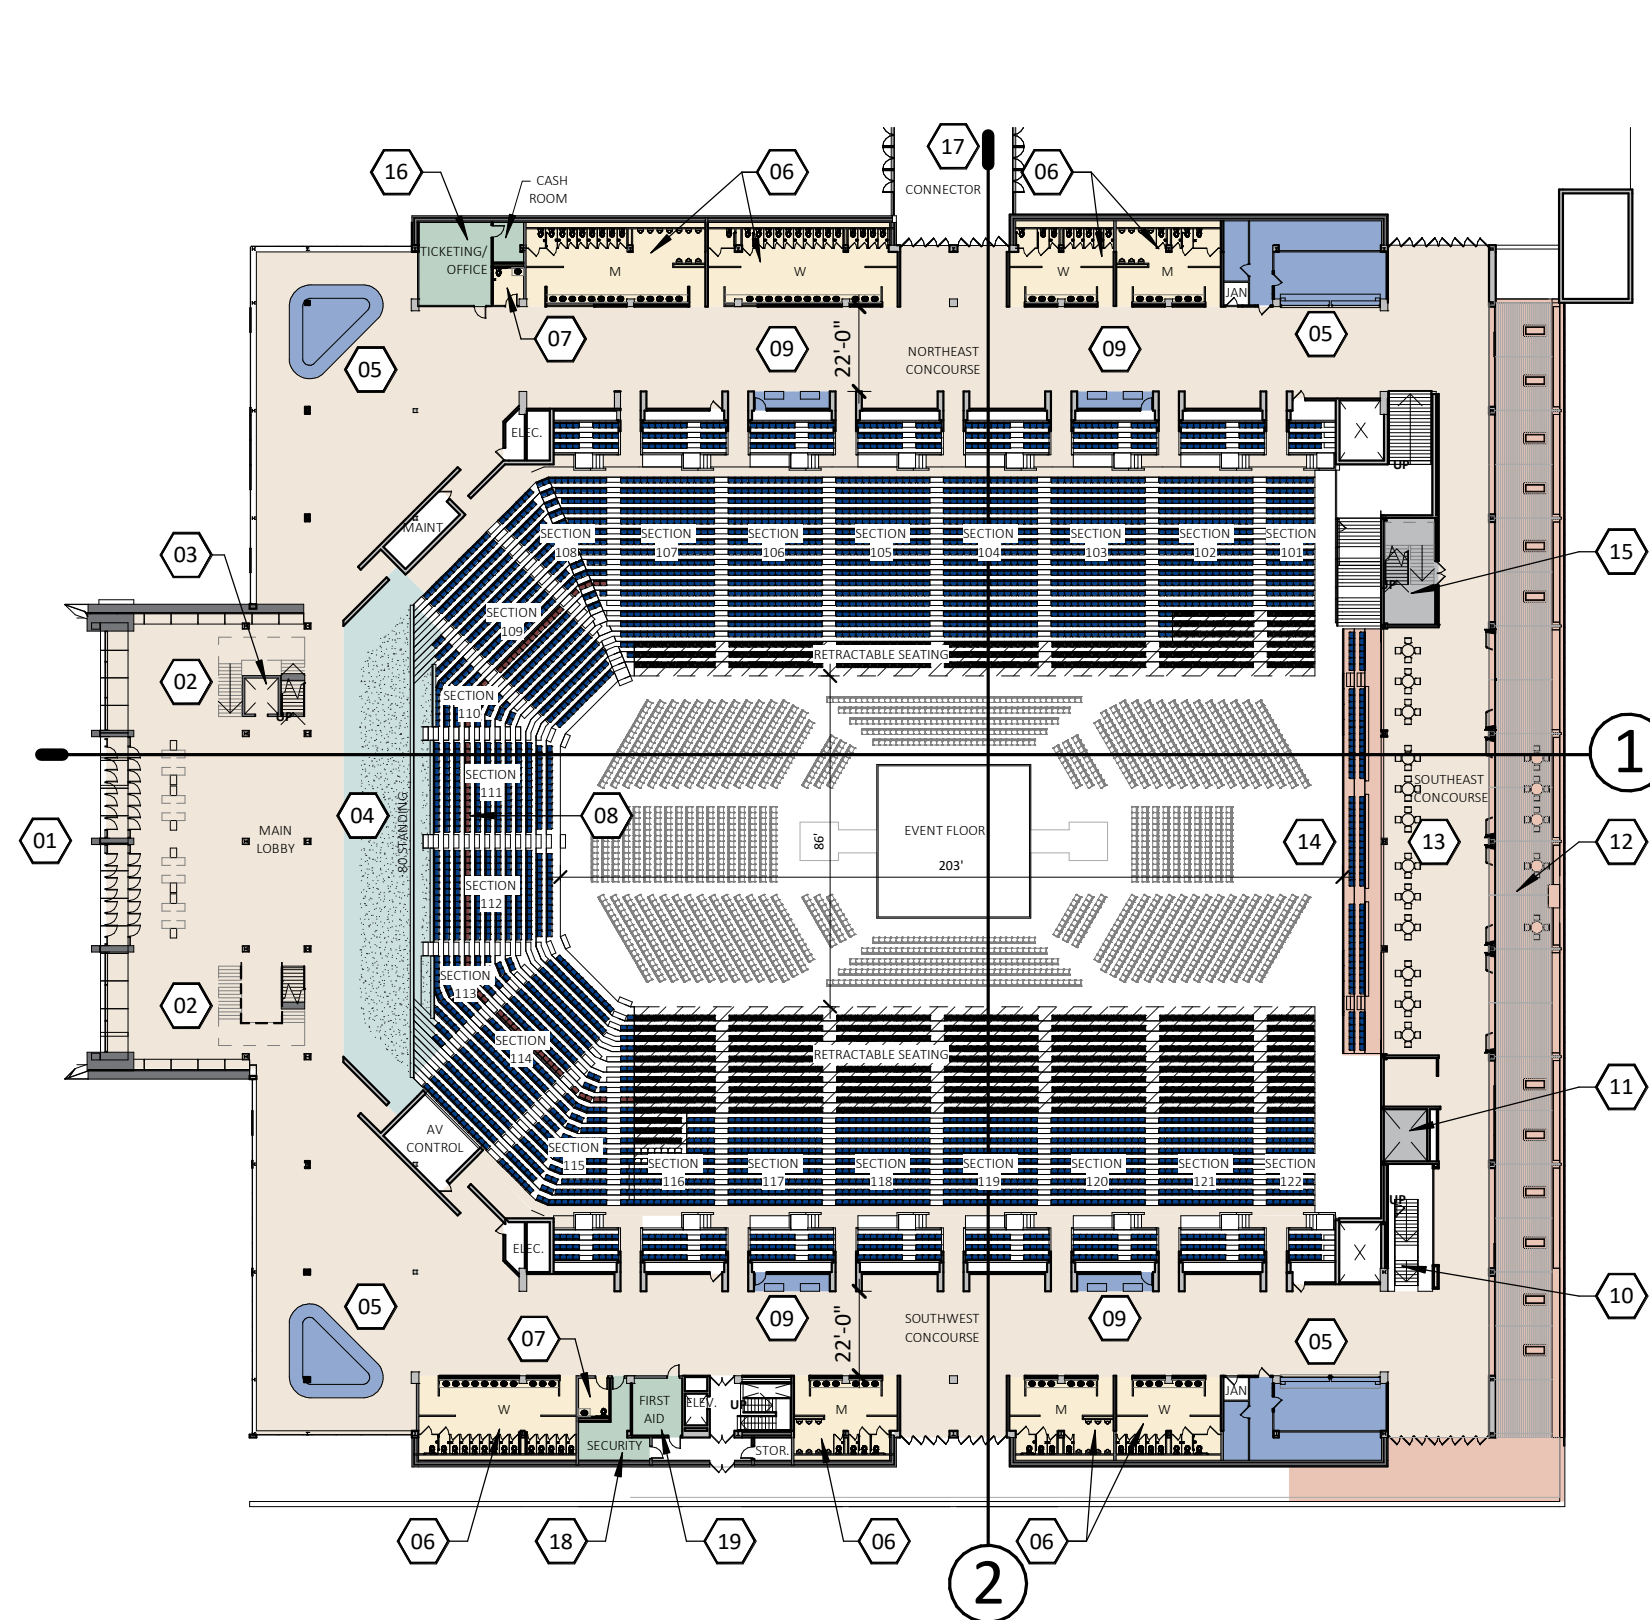 17
16
CASH
ROOM
06
06
CONNECTOR
TICKETING/
OFFICE
M
W
W
M
JAN
07
05
09
22'-0"
NORTHEAST
CONCOURSE
09
05
ELEC.
X
UP
MAINT.
SECTION
108
SECTION
107
SECTION
106
SECTION
105
SECTION
104
SECTION
103
SECTION
102
SECTION
101
03
15
UP
SECTION
109
RETRACTABLE SEATING
02
UP
SECTION
110
1
SECTION
111
SOUTHEAST
CONCOURSE
01
MAIN
LOBBY
04
80 STANDING
08
86'
EVENT FLOOR
203'
14
13
12
SECTION
112
SECTION
113
02
SECTION
114
RETRACTABLE SEATING
11
AV
CONTROL
SECTION
115
SECTION
116
SECTION
117
SECTION
118
SECTION
119
SECTION
120
SECTION
121
SECTION
122
UP
ELEC.
X
10
05
07
09
22'-0"
SOUTHWEST
CONCOURSE
09
05
W
FIRST
AID
ELEV.
UP
M
M
W
JAN
SECURITY
STOR.
06
18
19
06
06
2